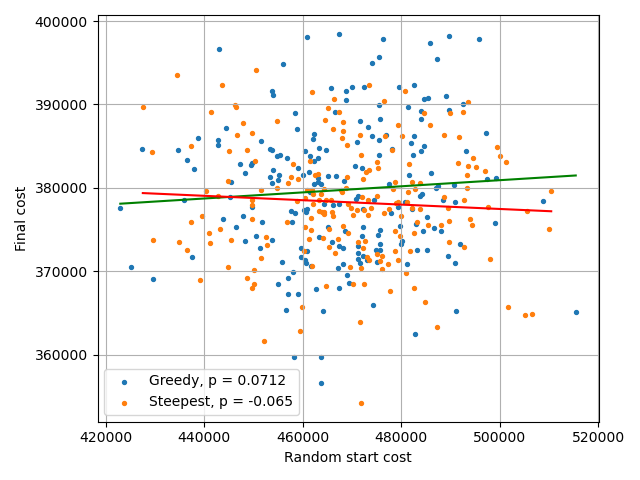 400000
390000
380000
370000
360000
Final cost
Greedy, p = 0.0712
Steepest, p = -0.065
420000 440000 460000 480000 500000 520000
Random start cost